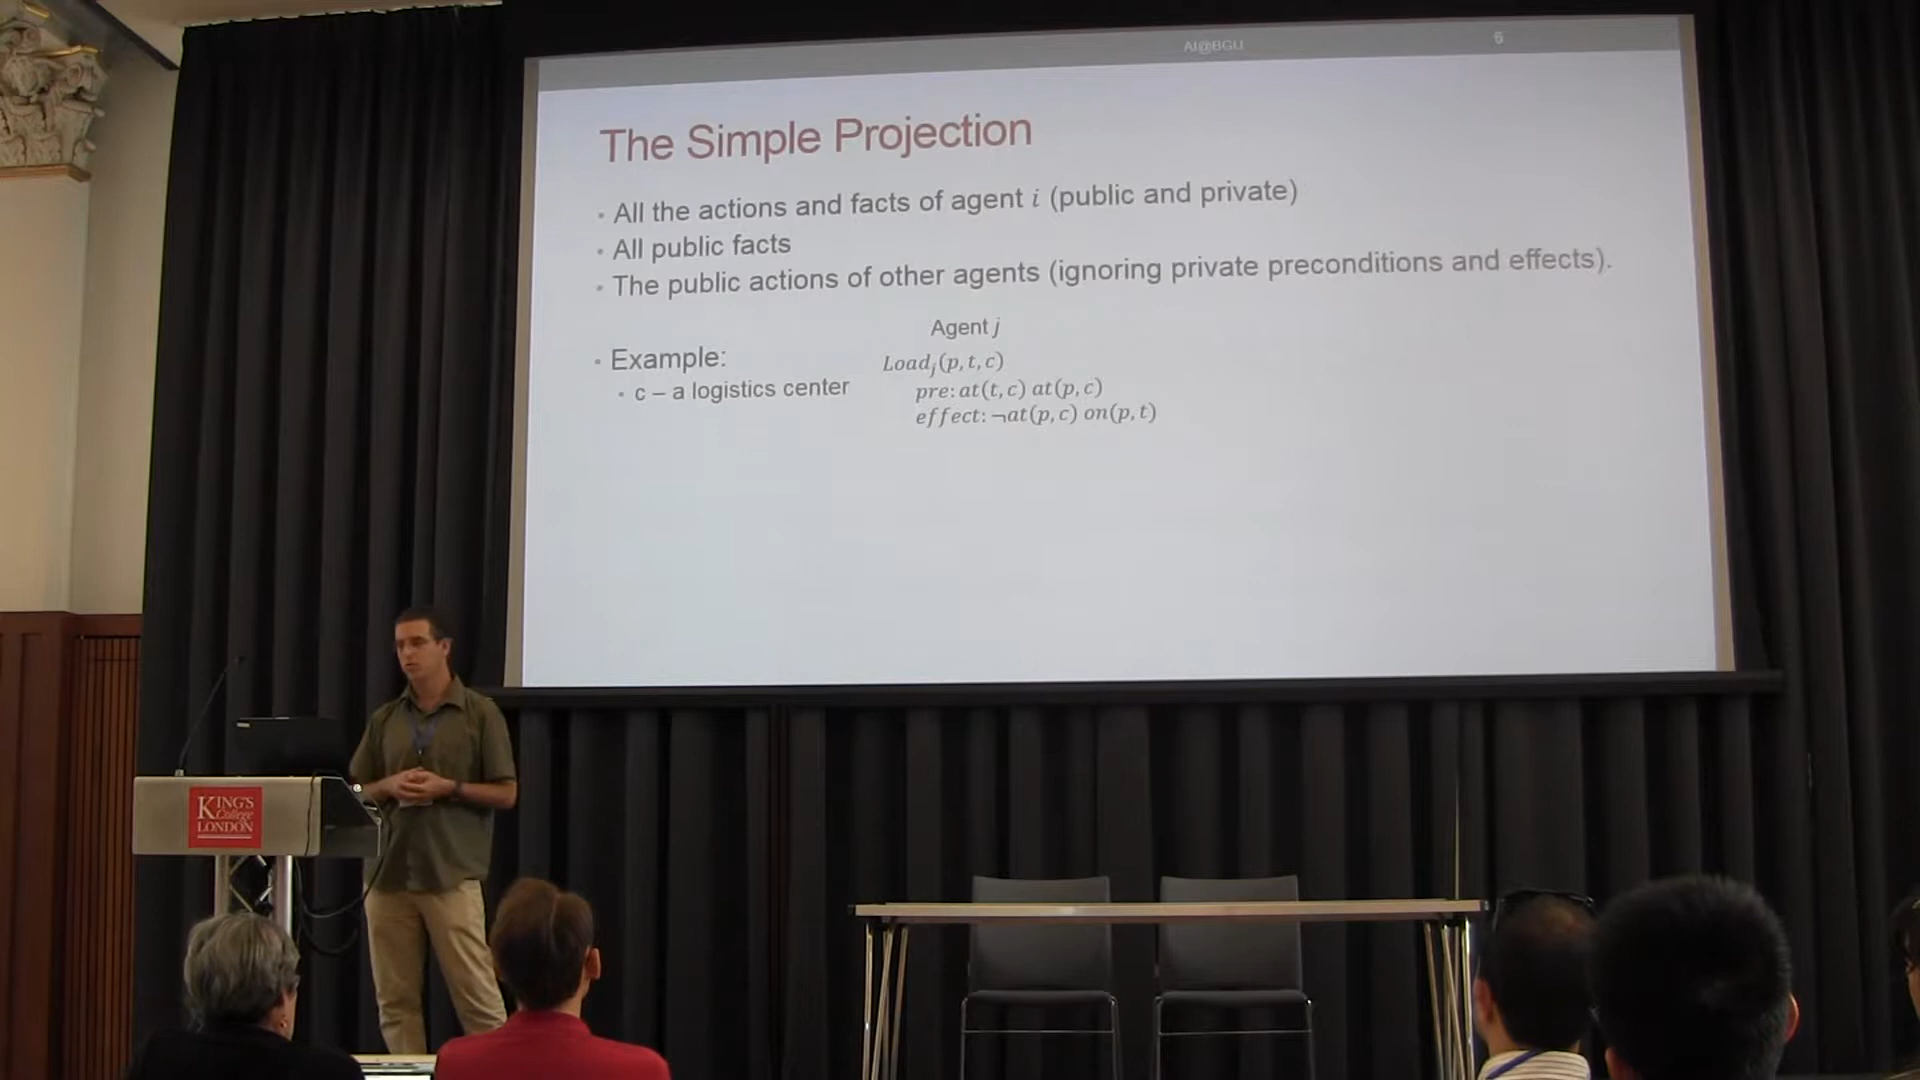 AI@BGU
6
The Simple Projection
• All the actions and facts of agent i (public and private)
• All public facts
• The public actions of other agents (ignoring private preconditions and effects).
Agent j
• Example:
Loadⱼ(p, t, c)
• c – a logistics center
pre: at(t, c) at(p, c)
effect: ¬at(p, c) on(p, t)
KING'S
College
LONDON